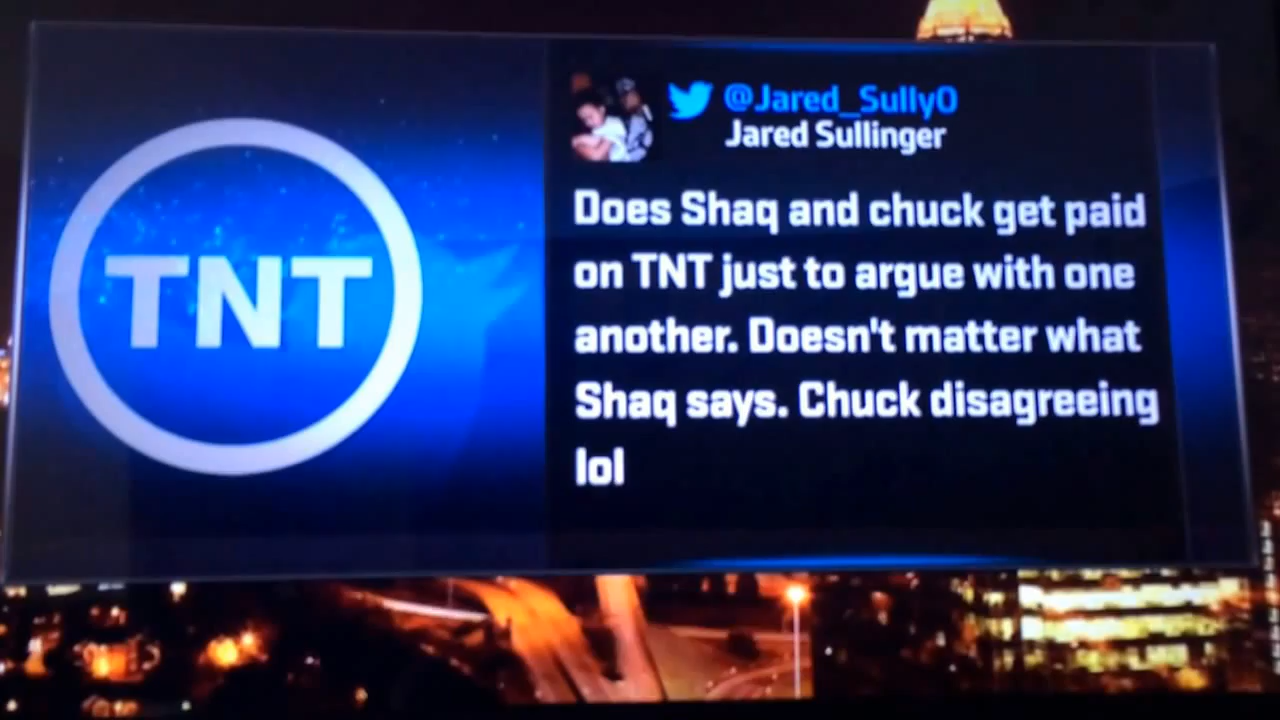 TNT
@Jared_Sully0
Jared Sullinger
Does Shaq and chuck get paid
on TNT just to argue with one
another. Doesn't matter what
Shaq says. Chuck disagreeing
lol